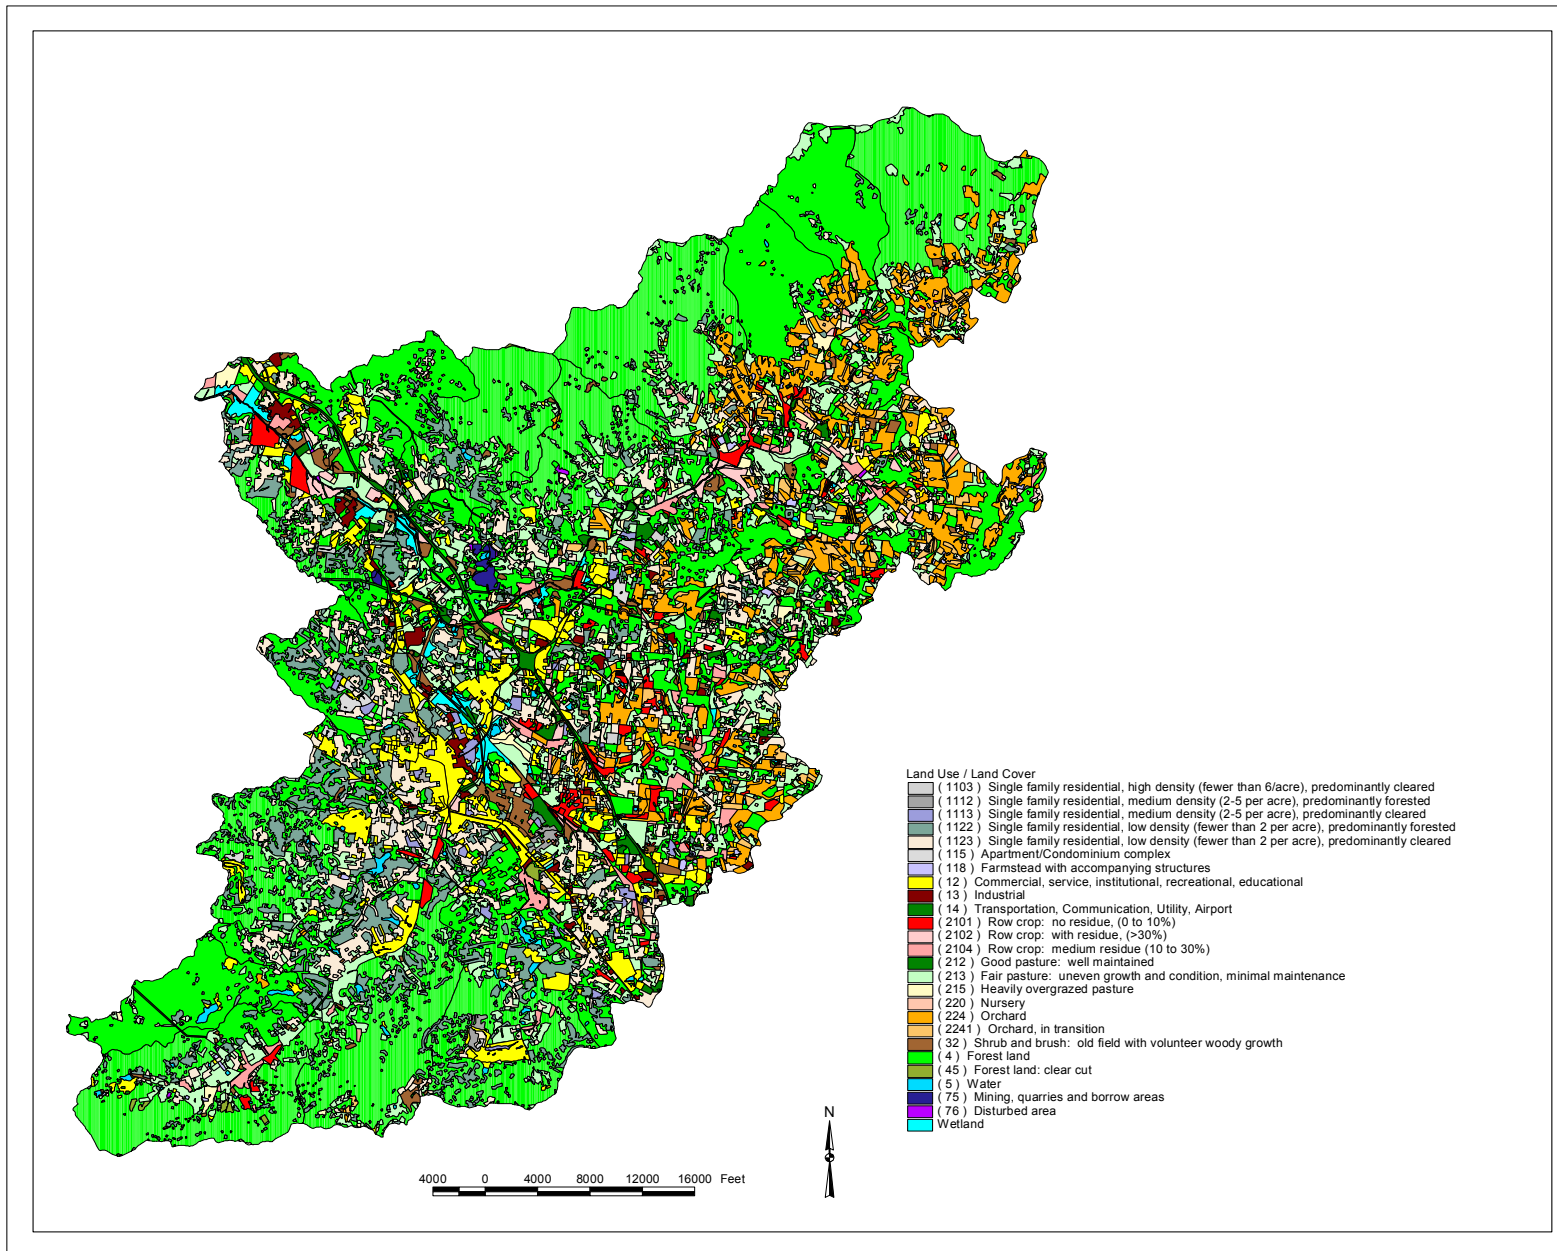 Land Use / Land Cover
( 1103 ) Single family residential, high density (fewer than 6/acre), predominantly cleared
( 1112 ) Single family residential, medium density (2-5 per acre), predominantly forested
( 1113 ) Single family residential, medium density (2-5 per acre), predominantly cleared
( 1122 ) Single family residential, low density (fewer than 2 per acre), predominantly forested
( 1123 ) Single family residential, low density (fewer than 2 per acre), predominantly cleared
( 115 ) Apartment/Condominium complex
( 118 ) Farmstead with accompanying structures
( 12 ) Commercial, service, institutional, recreational, educational
( 13 ) Industrial
( 14 ) Transportation, Communication, Utility, Airport
( 2101 ) Row crop: no residue, (0 to 10%)
( 2102 ) Row crop: with residue, (>30%)
( 2104 ) Row crop: medium residue (10 to 30%)
( 212 ) Good pasture: well maintained
( 213 ) Fair pasture: uneven growth and condition, minimal maintenance
( 215 ) Heavily overgrazed pasture
( 220 ) Nursery
( 224 ) Orchard
( 2241 ) Orchard, in transition
( 32 ) Shrub and brush: old field with volunteer woody growth
( 4 ) Forest land
( 45 ) Forest land: clear cut
( 5 ) Water
( 75 ) Mining, quarries and borrow areas
( 76 ) Disturbed area
Wetland
N
4000 0 4000 8000 12000 16000 Feet